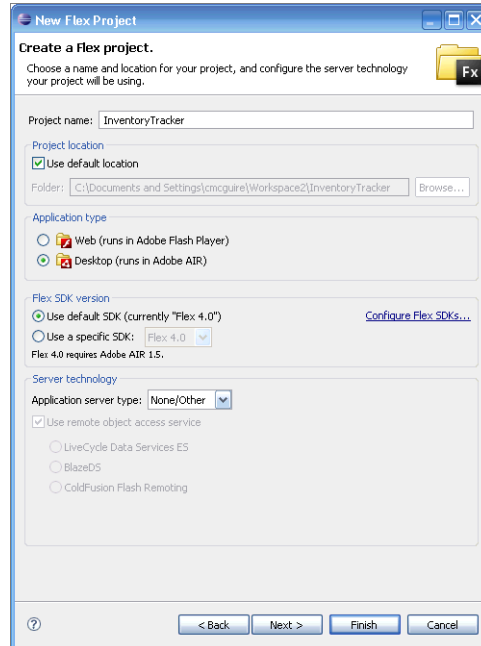 New Flex Project
Create a Flex project.
Choose a name and location for your project, and configure the server technology
your project will be using.
Fx
Project name: InventoryTracker
Project location
Use default location
Folder: C:\Documents and Settings\cmcguire\Workspace2\InventoryTracker Browse...
Application type
Web (runs in Adobe Flash Player)
Desktop (runs in Adobe AIR)
Flex SDK version
Use default SDK (currently "Flex 4.0") Configure Flex SDKs...
Use a specific SDK: Flex 4.0
Flex 4.0 requires Adobe AIR 1.5.
Server technology
Application server type: None/Other
Use remote object access service
LiveCycle Data Services ES
BlazeDS
ColdFusion Flash Remoting
? < Back Next > Finish Cancel